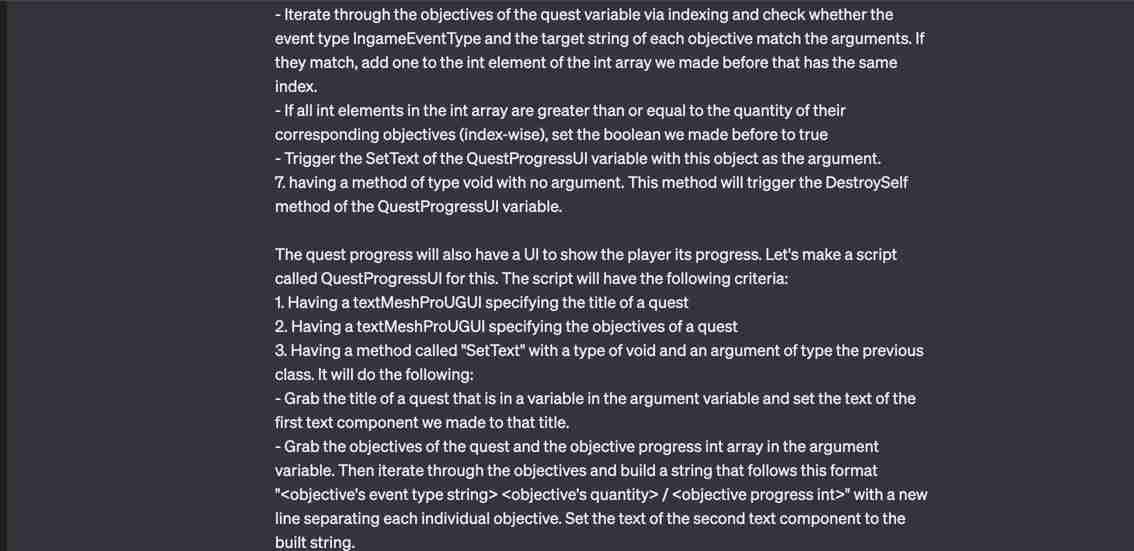 - Iterate through the objectives of the quest variable via indexing and check whether the
event type IngameEventType and the target string of each objective match the arguments. If
they match, add one to the int element of the int array we made before that has the same
index.
- If all int elements in the int array are greater than or equal to the quantity of their
corresponding objectives (index-wise), set the boolean we made before to true
- Trigger the SetText of the QuestProgressUI variable with this object as the argument.
7. having a method of type void with no argument. This method will trigger the DestroySelf
method of the QuestProgressUI variable.
The quest progress will also have a UI to show the player its progress. Let's make a script
called QuestProgressUI for this. The script will have the following criteria:
1. Having a textMeshProUGUI specifying the title of a quest
2. Having a textMeshProUGUI specifying the objectives of a quest
3. Having a method called "SetText" with a type of void and an argument of type the previous
class. It will do the following:
- Grab the title of a quest that is in a variable in the argument variable and set the text of the
first text component we made to that title.
- Grab the objectives of the quest and the objective progress int array in the argument
variable. Then iterate through the objectives and build a string that follows this format
"<objective's event type string> <objective's quantity> / <objective progress int>" with a new
line separating each individual objective. Set the text of the second text component to the
built string.